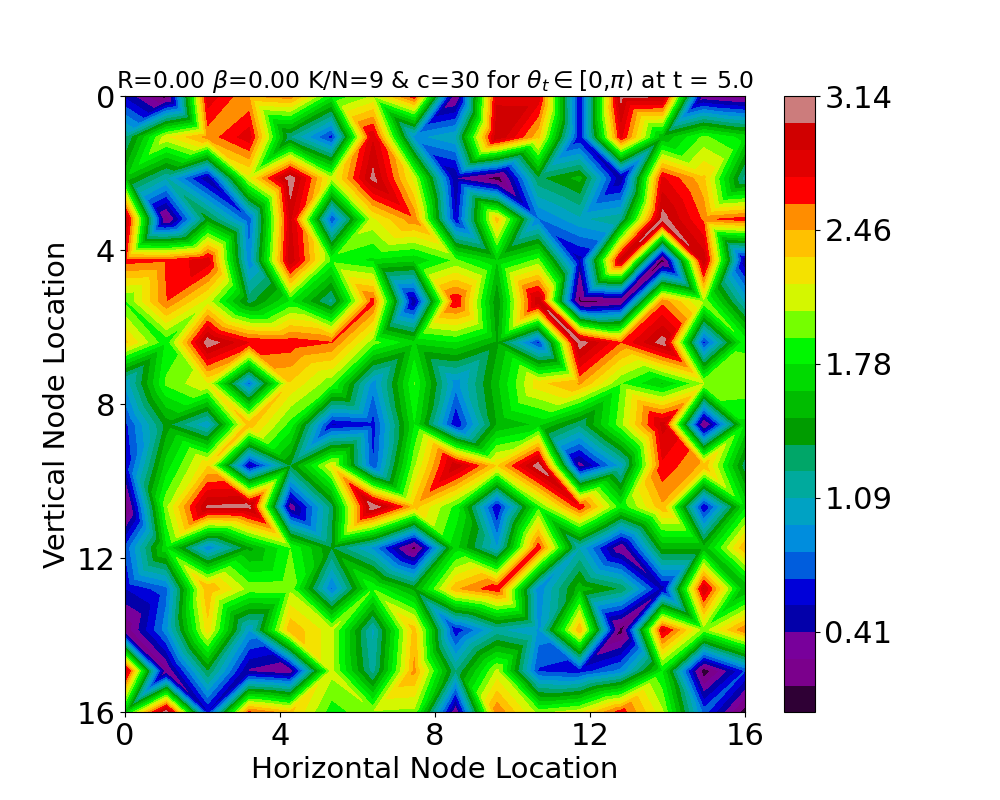 R=0.00 β=0.00 K/N=9 & c=30 for θ_t ∈ [0,π) at t = 5.0
0
4
8
12
16
Vertical Node Location
0 4 8 12 16
Horizontal Node Location
3.14
2.46
1.78
1.09
0.41